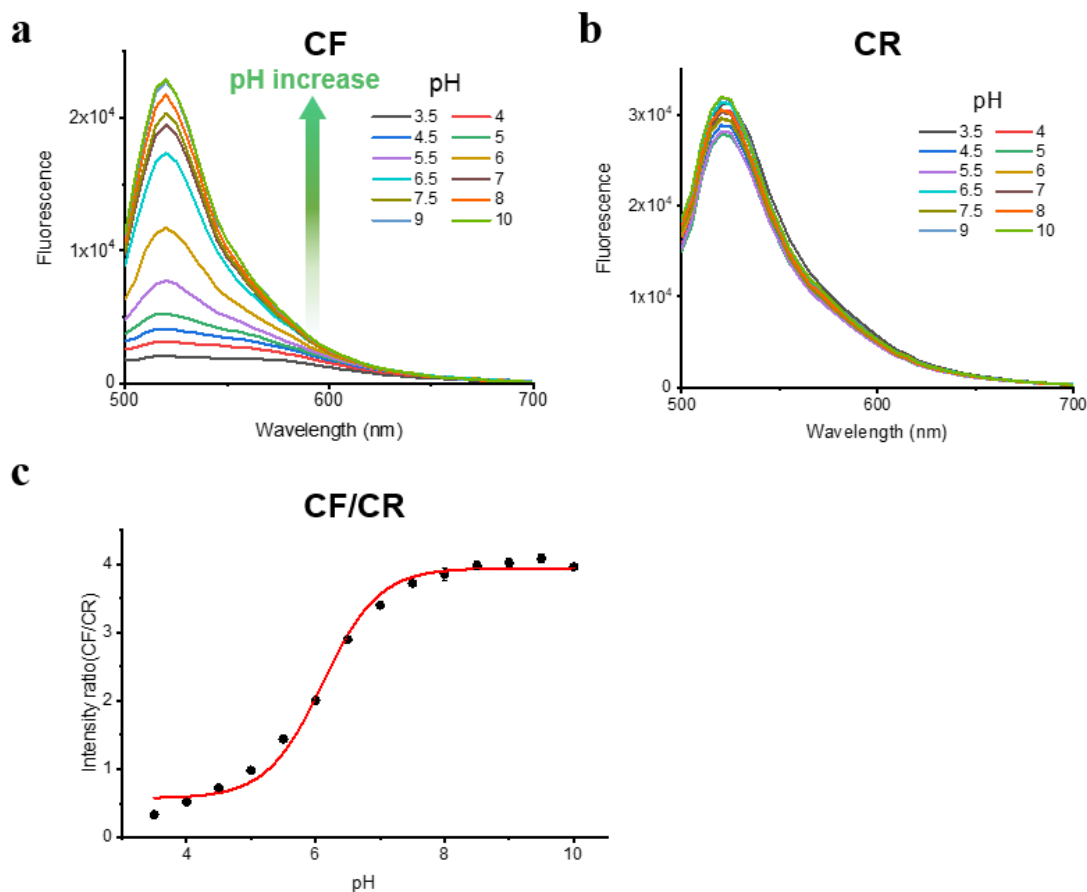 a
CF
pH increase
pH
3.5 4
4.5 5
5.5 6
6.5 7
7.5 8
9 10
2x10⁴
1x10⁴
0
Fluorescence
500 600 700
Wavelength (nm)
b
CR
pH
3.5 4
4.5 5
5.5 6
6.5 7
7.5 8
9 10
3x10⁴
2x10⁴
1x10⁴
0
Fluorescence
500 600 700
Wavelength (nm)
c
CF/CR
4
3
2
1
0
Intensity ratio(CF/CR)
4 6 8 10
pH